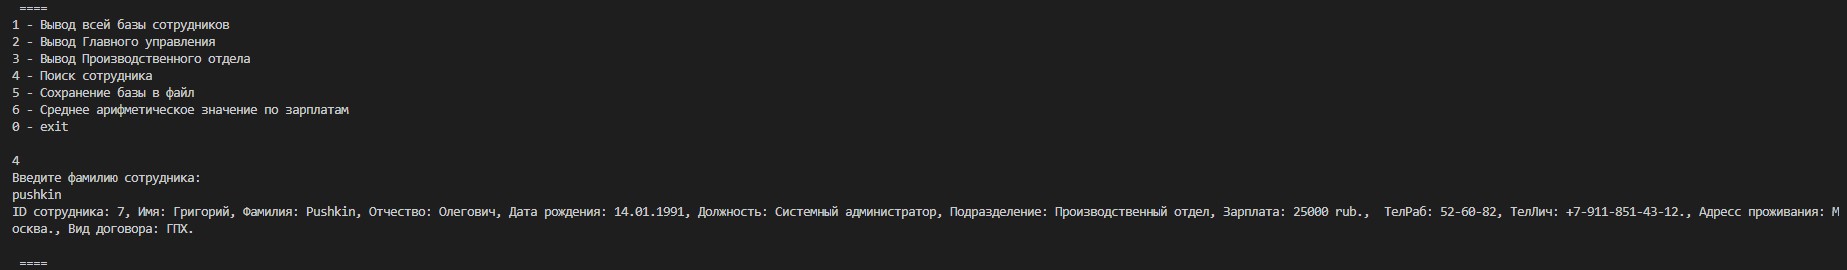 ====
1 - Вывод всей базы сотрудников
2 - Вывод Главного управления
3 - Вывод Производственного отдела
4 - Поиск сотрудника
5 - Сохранение базы в файл
6 - Среднее арифметическое значение по зарплатам
0 - exit
4
Введите фамилию сотрудника:
pushkin
ID сотрудника: 7, Имя: Григорий, Фамилия: Pushkin, Отчество: Олегович, Дата рождения: 14.01.1991, Должность: Системный администратор, Подразделение: Производственный отдел, Зарплата: 25000 rub.,  ТелРаб: 52-60-82, ТелЛич: +7-911-851-43-12., Адресс проживания: М
осква., Вид договора: ГПХ.
====